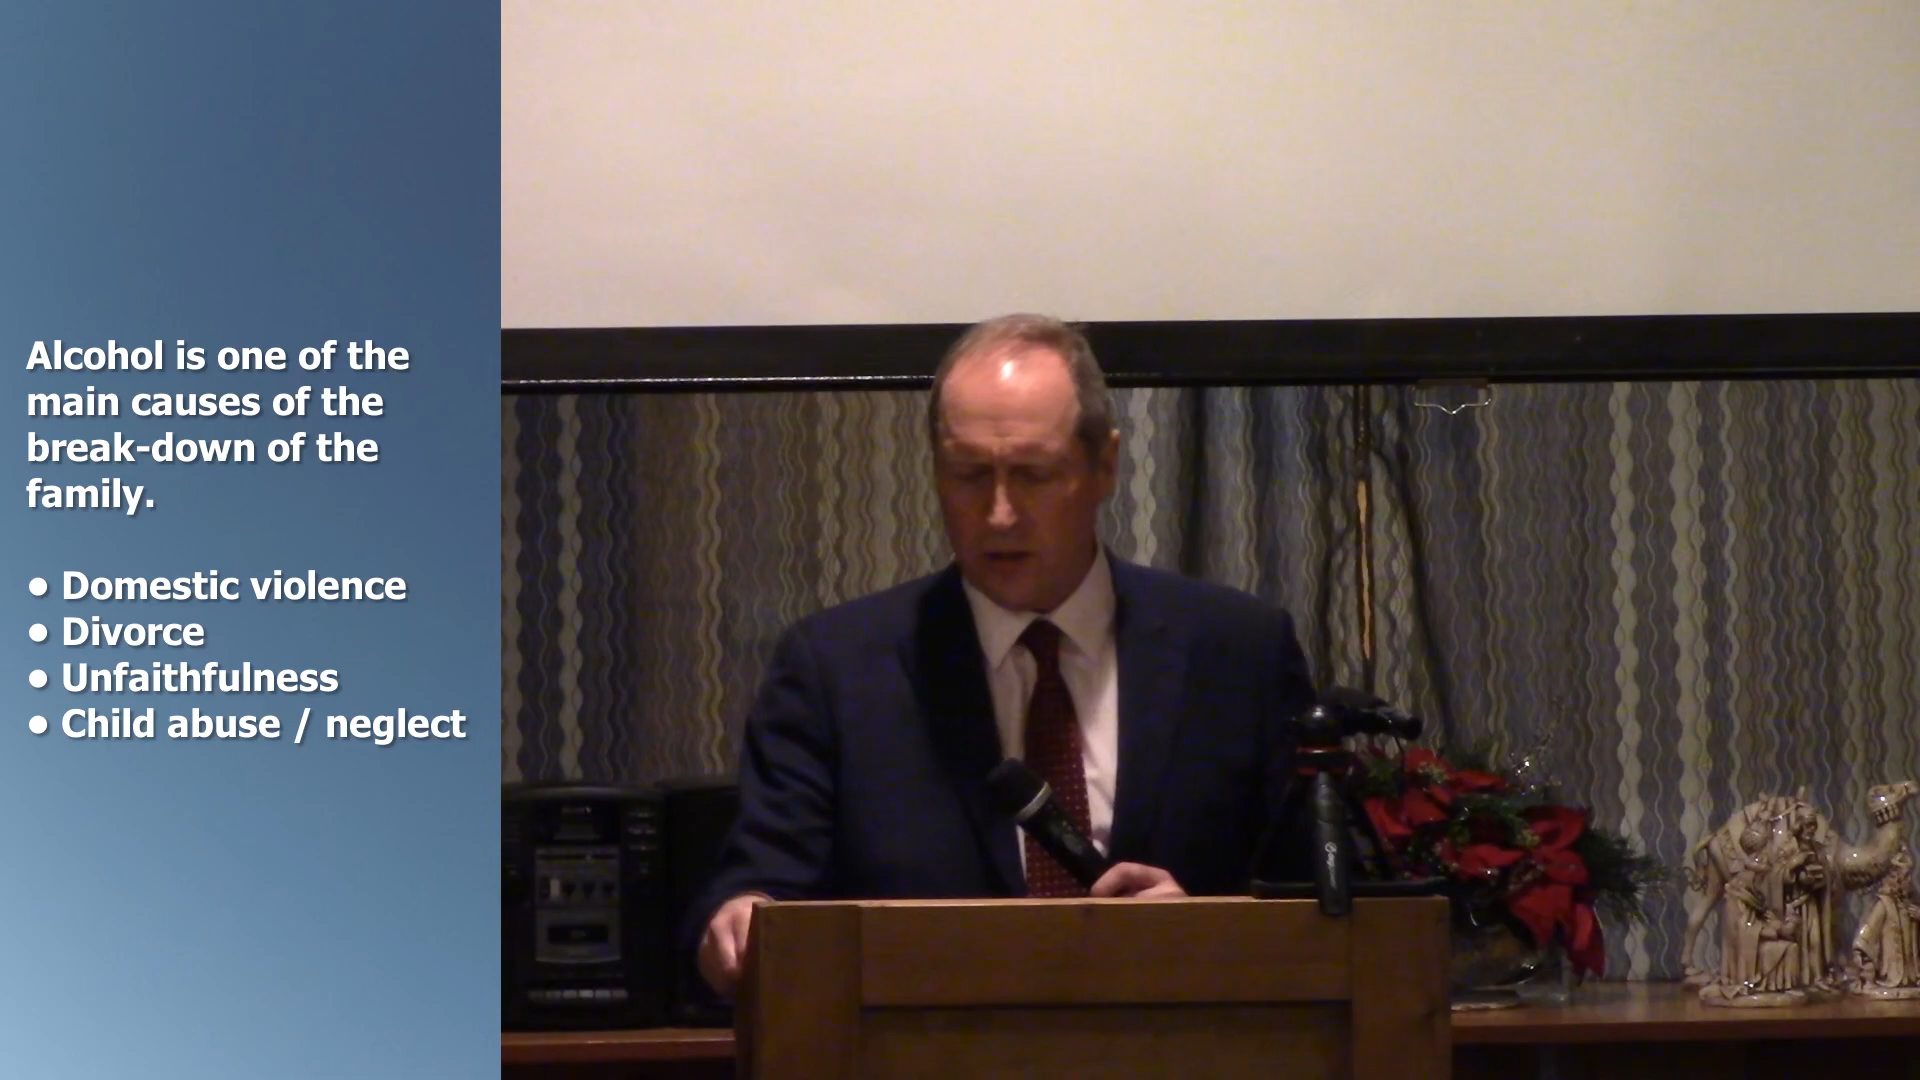 Alcohol is one of the
main causes of the
break-down of the
family.
• Domestic violence
• Divorce
• Unfaithfulness
• Child abuse / neglect